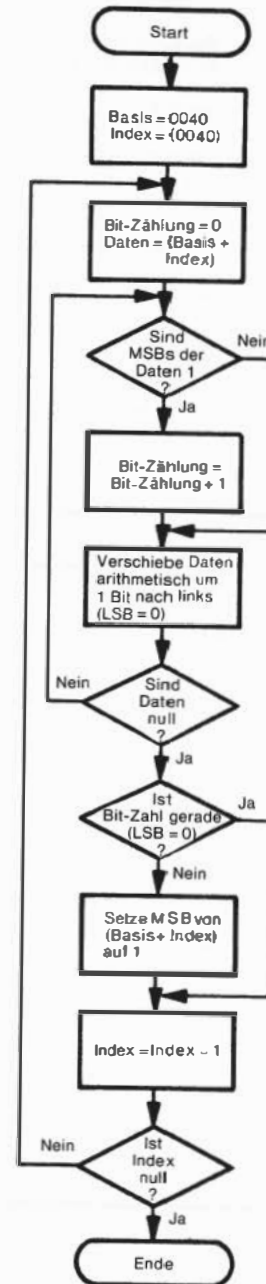 Start
Basis = 0040
Index = (0040)
Bit-Zählung = 0
Daten = (Basis +
Index)
Sind
MSBs der
Daten 1
?
Nein
Ja
Bit-Zählung =
Bit-Zählung + 1
Verschiebe Daten
arithmetisch um
1 Bit nach links
(LSB = 0)
Nein
Sind
Daten
null
?
Ja
Ist
Bit-Zahl gerade
(LSB = 0)
?
Ja
Nein
Setze MSB von
(Basis + Index)
auf 1
Index = Index - 1
Nein
Ist
Index
null
?
Ja
Ende